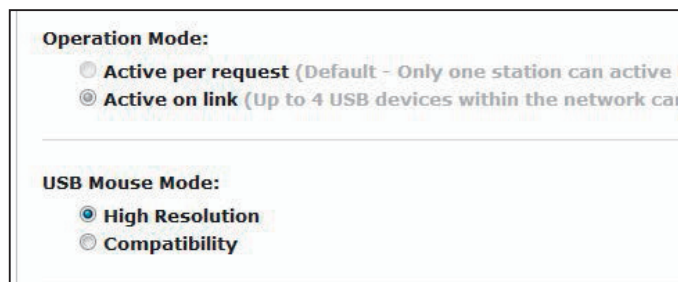 Operation Mode:
Active per request (Default - Only one station can active
Active on link (Up to 4 USB devices within the network
USB Mouse Mode:
High Resolution
Compatibility